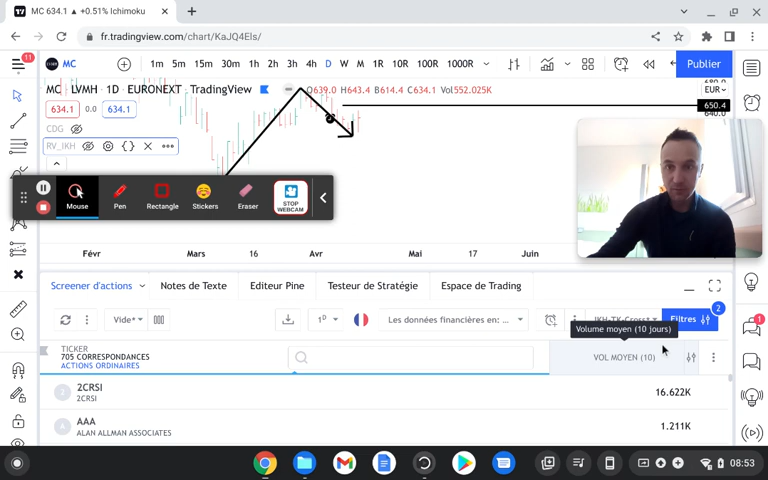 MC 634.1 ▲ +0.51% Ichimoku
fr.tradingview.com/chart/KaJQ4Els/
11
MC
1m 5m 15m 30m 1h 2h 3h 4h D W M 1R 10R 100R 1000R
Publier
MC LVMH · 1D · EURONEXT · TradingView O639.0 H643.4 B614.4 C634.1 Vol552.025K
EUR
634.1 0.0 634.1
650.4
640.0
CDG
RV_IKH
Mouse Pen Rectangle Stickers Eraser STOP WEBCAM
Févr Mars 16 Avr Mai 17 Juin
Screener d'actions Notes de Texte Editeur Pine Testeur de Stratégie Espace de Trading
2
Vide* 1D Les données financières en: ... IKH-TK-Cross* Filtres
Volume moyen (10 jours)
TICKER
705 CORRESPONDANCES
ACTIONS ORDINAIRES
VOL MOYEN (10)
1
2CRSI
2CRSI
16.622K
A
AAA
ALAN ALLMAN ASSOCIATES
1.211K
08:53